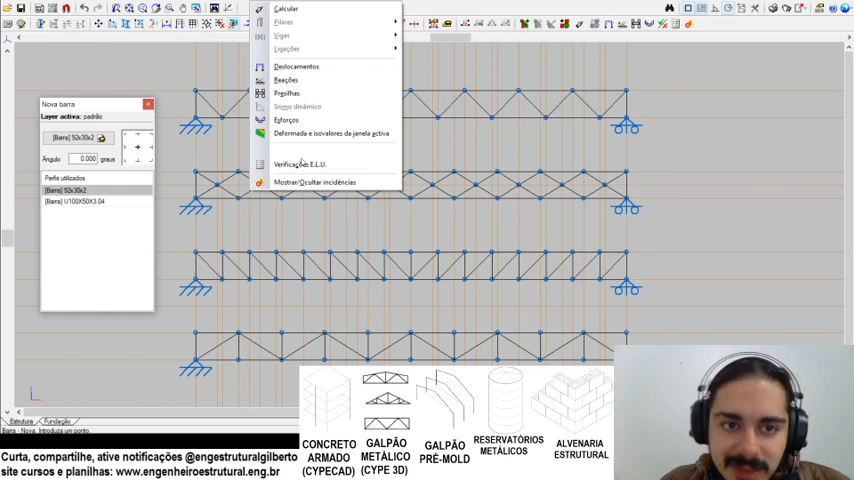 Calcular
Pilares
Vigas
Ligações
Deslocamentos
Reações
Presilhas
Sismo dinâmico
Esforços
Deformada e isovalores da janela activa
Verificações E.L.U.
Mostrar/Ocultar incidências
Nova barra
Layer activa: padrão
[Barra] 92x30x2
Ângulo 0.000 graus
Perfis utilizados
[Barra] 92x30x2
[Barra] U100X50X3.04
Estrutura Fundação
Barra - Nova. Introduza um ponto.
CONCRETO
ARMADO
(CYPECAD)
GALPÃO
METÁLICO
(CYPE 3D)
GALPÃO
PRÉ-MOLD
RESERVATÓRIOS
METÁLICOS
ALVENARIA
ESTRUTURAL
Curta, compartilhe, ative notificações @engestruturalgilberto
site cursos e planilhas: www.engenheiroestrutural.eng.br